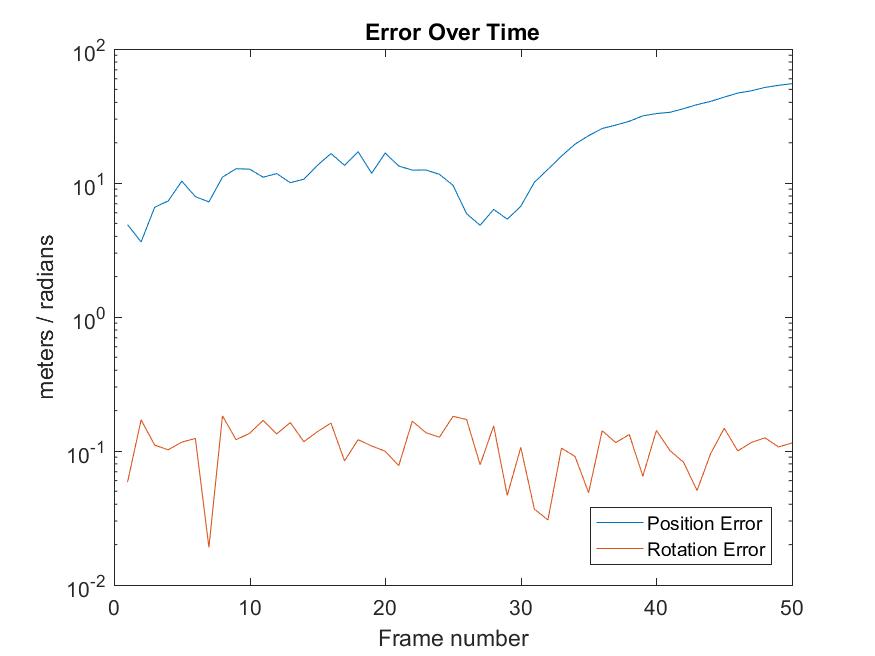 Error Over Time
10^2
10^1
10^0
10^-1
10^-2
meters / radians
0 10 20 30 40 50
Frame number
Position Error
Rotation Error